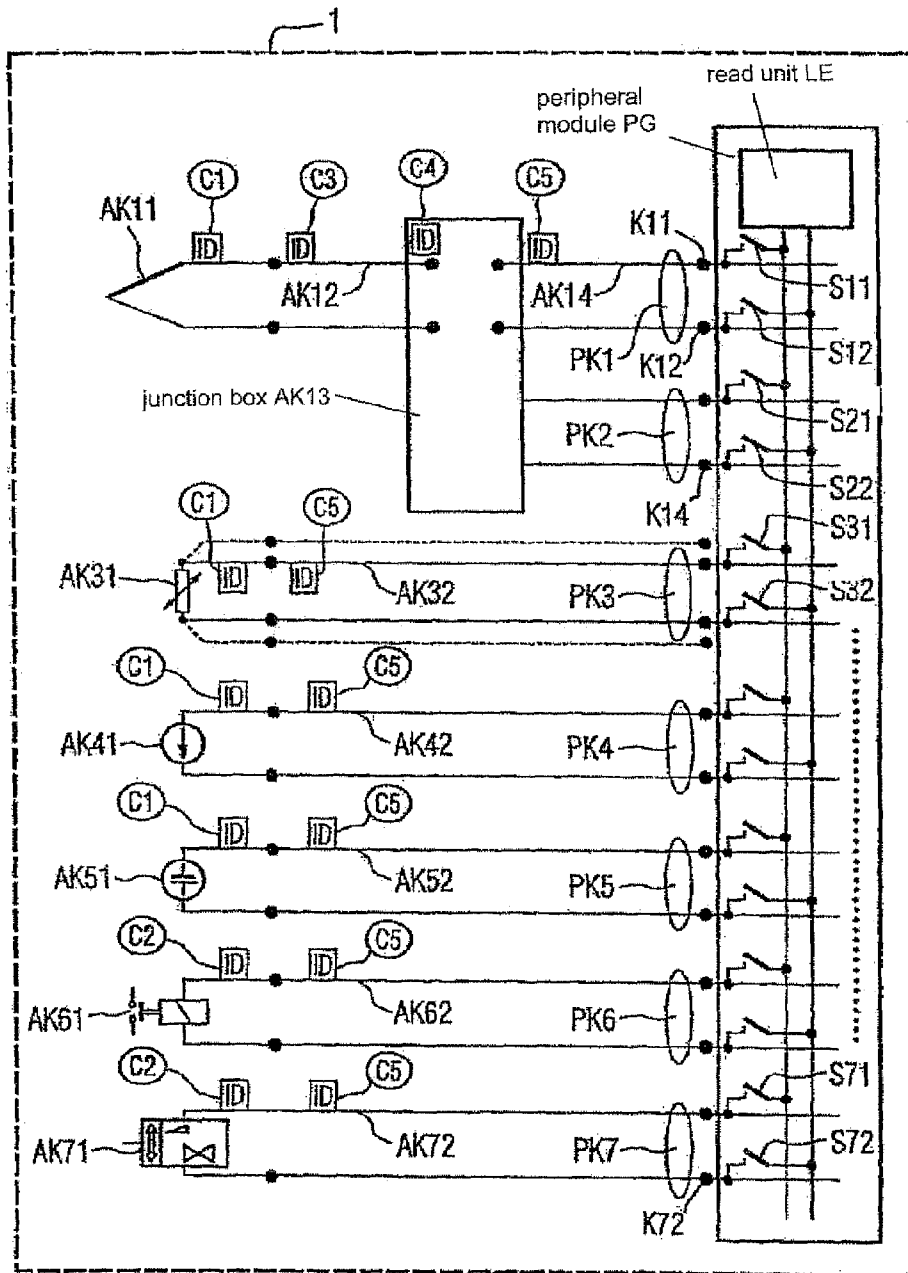 1
read unit LE
peripheral
module PG
C1 C3 C4 C5
AK11 ID ID ID ID K11
AK12 AK14 S11
PK1 K12 S12
junction box AK13
S21
PK2
S22
K14
C1 C5 S31
ID ID
AK31 AK32 PK3 S32
C1 C5
ID ID
AK41 AK42 PK4
C1 C5
ID ID
AK51 AK52 PK5
C2 C5
ID ID
AK61 AK62 PK6
C2 C5 S71
ID ID
AK71 AK72 PK7 S72
K72